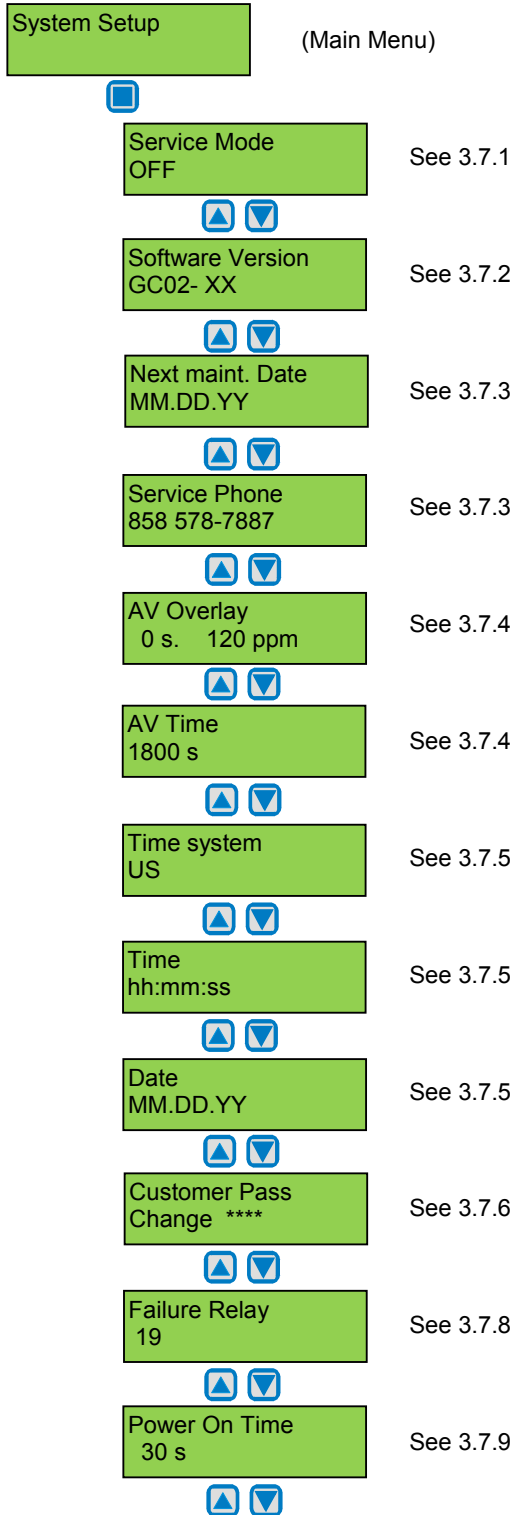 System Setup
(Main Menu)
Service Mode
OFF
See 3.7.1
Software Version
GC02- XX
See 3.7.2
Next maint. Date
MM.DD.YY
See 3.7.3
Service Phone
858 578-7887
See 3.7.3
AV Overlay
0 s. 120 ppm
See 3.7.4
AV Time
1800 s
See 3.7.4
Time system
US
See 3.7.5
Time
hh:mm:ss
See 3.7.5
Date
MM.DD.YY
See 3.7.5
Customer Pass
Change ****
See 3.7.6
Failure Relay
19
See 3.7.8
Power On Time
30 s
See 3.7.9